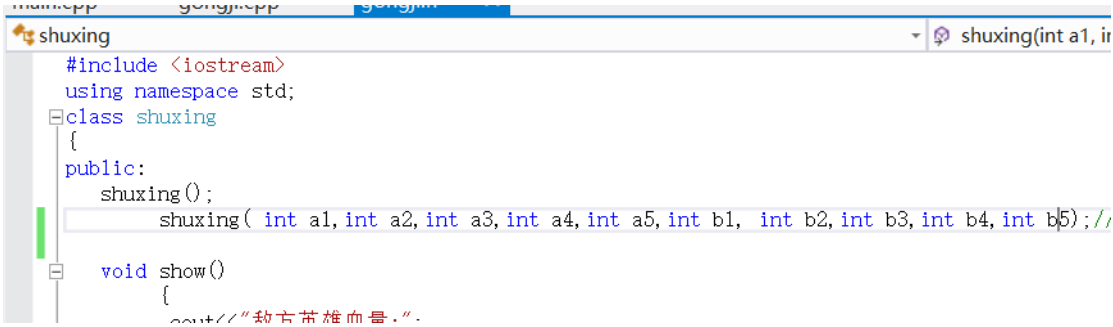 main.cpp gongji.cpp gongji.h
shuxing shuxing(int a1, in
#include <iostream>
using namespace std;
class shuxing
{
public:
shuxing();
shuxing( int a1,int a2,int a3,int a4,int a5,int b1, int b2,int b3,int b4,int b5);//
void show()
{
cout<<"敌方英雄血量:";